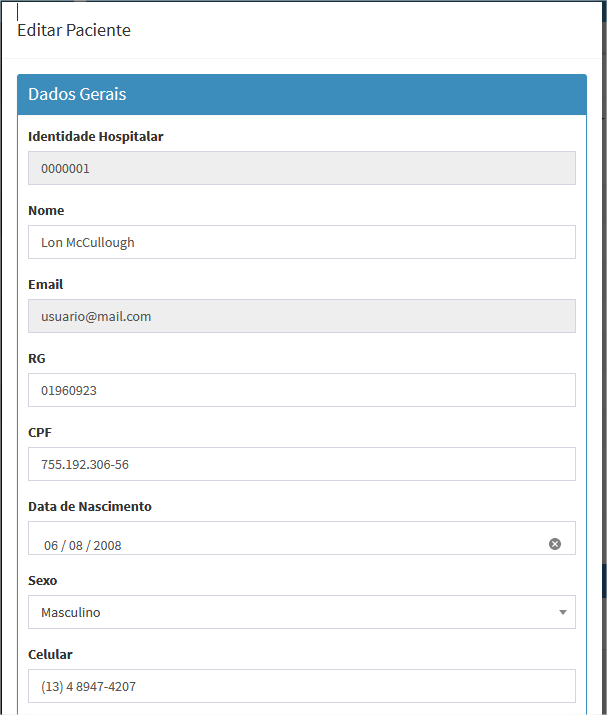 Editar Paciente
Dados Gerais
Identidade Hospitalar
0000001
Nome
Lon McCullough
Email
usuario@mail.com
RG
01960923
CPF
755.192.306-56
Data de Nascimento
06 / 08 / 2008
Sexo
Masculino
Celular
(13) 4 8947-4207